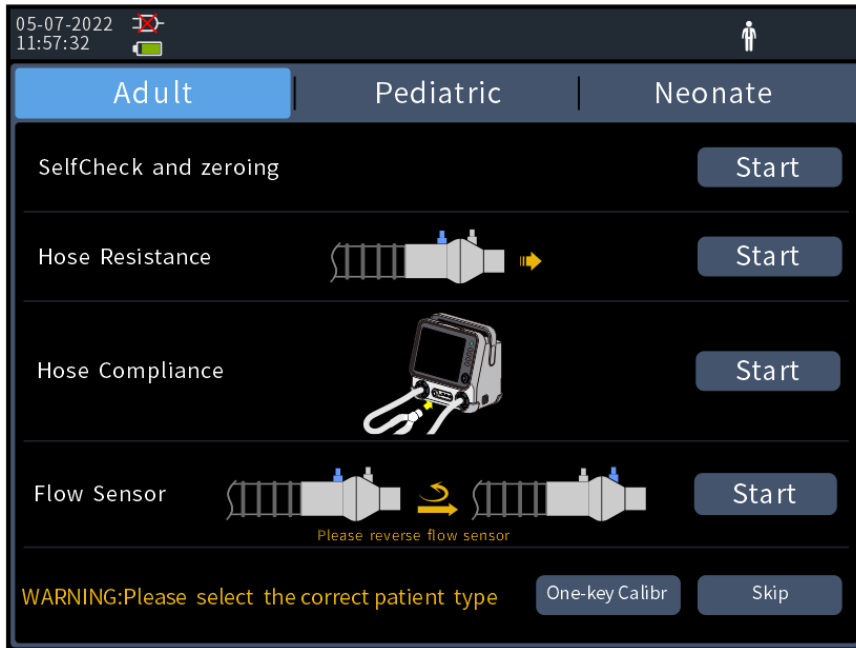 05-07-2022
11:57:32
Adult
Pediatric
Neonate
SelfCheck and zeroing
Start
Hose Resistance
Start
Hose Compliance
Start
Flow Sensor
Start
Please reverse flow sensor
WARNING:Please select the correct patient type
One-key Calibr
Skip